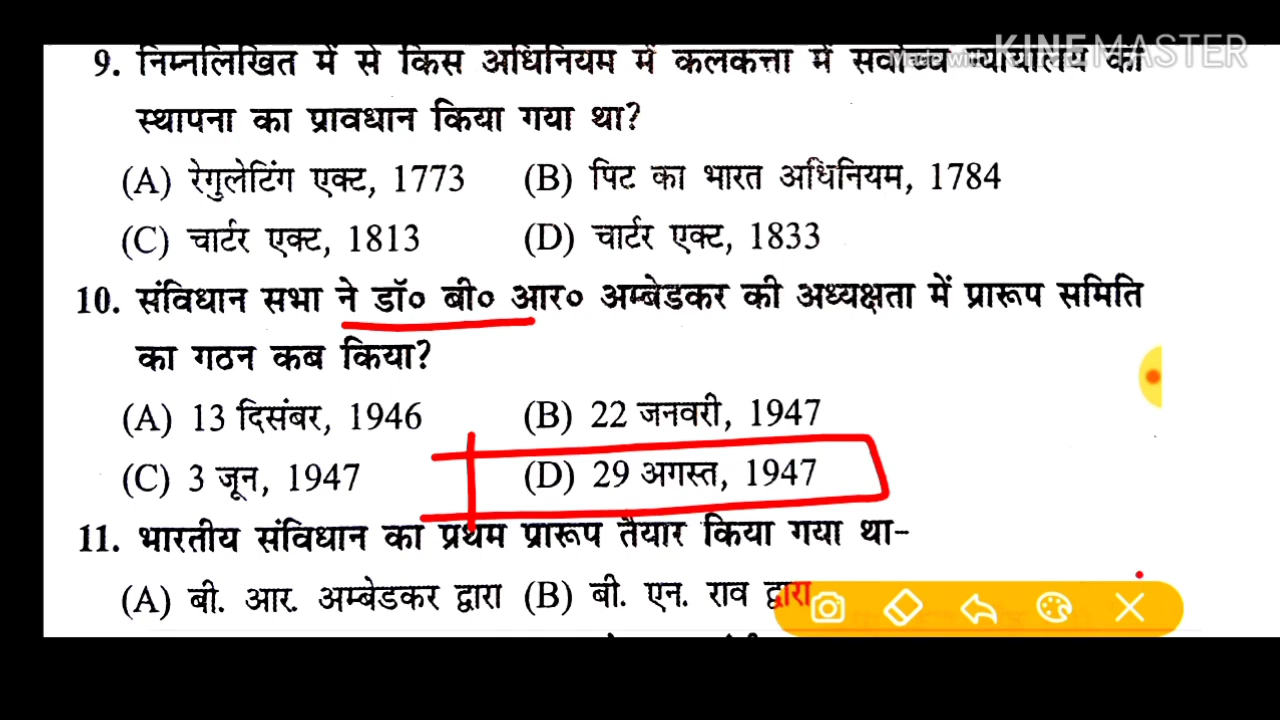 Made with KINEMASTER
9. निम्नलिखित में से किस अधिनियम में कलकत्ता में सर्वोच्च न्यायालय की
स्थापना का प्रावधान किया गया था?
(A) रेगुलेटिंग एक्ट, 1773 (B) पिट का भारत अधिनियम, 1784
(C) चार्टर एक्ट, 1813 (D) चार्टर एक्ट, 1833
10. संविधान सभा ने डॉ० बी० आर० अम्बेडकर की अध्यक्षता में प्रारूप समिति
का गठन कब किया?
(A) 13 दिसंबर, 1946 (B) 22 जनवरी, 1947
(C) 3 जून, 1947 (D) 29 अगस्त, 1947
11. भारतीय संविधान का प्रथम प्रारूप तैयार किया गया था-
(A) बी. आर. अम्बेडकर द्वारा (B) बी. एन. राव द्वारा